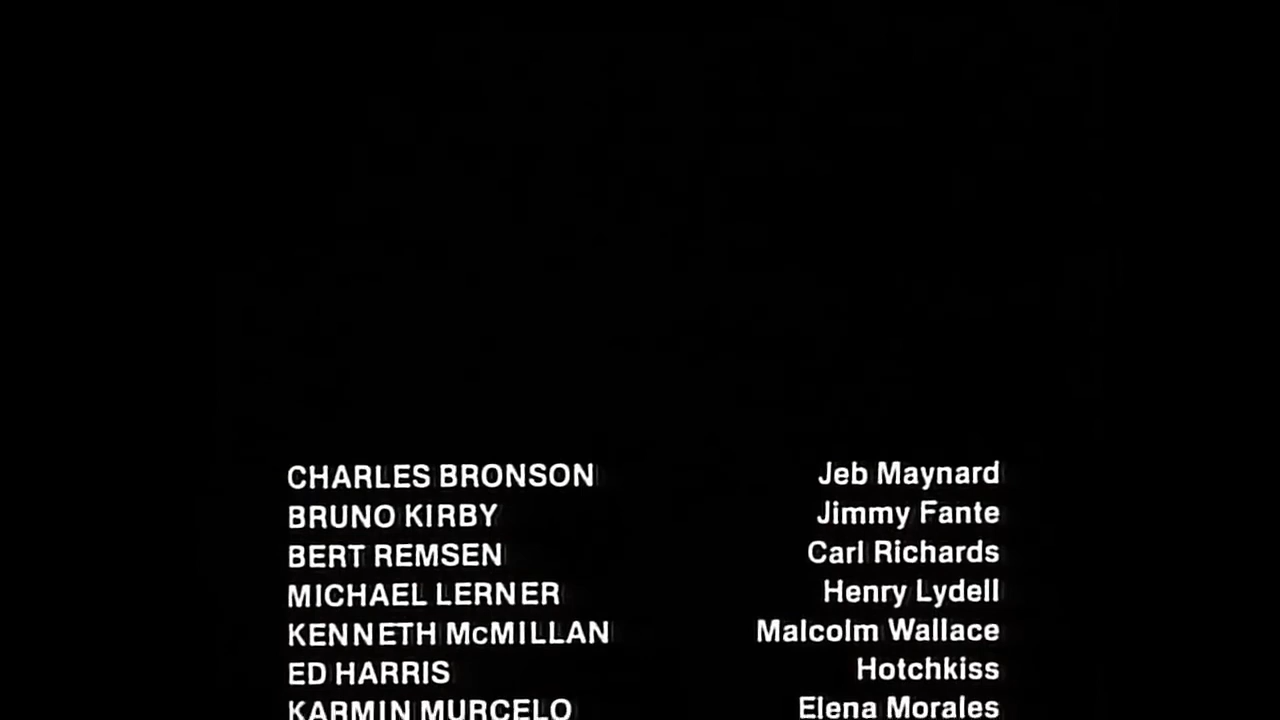 CHARLES BRONSON Jeb Maynard
BRUNO KIRBY Jimmy Fante
BERT REMSEN Carl Richards
MICHAEL LERNER Henry Lydell
KENNETH McMILLAN Malcolm Wallace
ED HARRIS Hotchkiss
KARMIN MURCELO Elena Morales